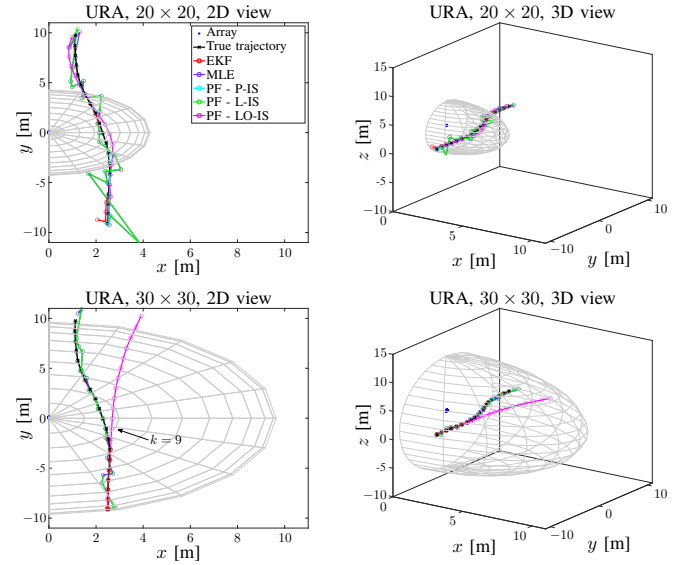 URA, 20 × 20, 2D view
10
5
0
−5
−10
y [m]
0
2
4
6
8
10
x [m]
Array
True trajectory
EKF
MLE
PF - P-IS
PF - L-IS
PF - LO-IS
URA, 20 × 20, 3D view
15
10
5
0
−5
−10
z [m]
0
5
10
x [m]
−10
0
10
y [m]
URA, 30 × 30, 2D view
10
5
0
−5
−10
y [m]
k = 9
0
2
4
6
8
10
x [m]
URA, 30 × 30, 3D view
15
10
5
0
−5
−10
z [m]
0
5
10
x [m]
−10
0
10
y [m]